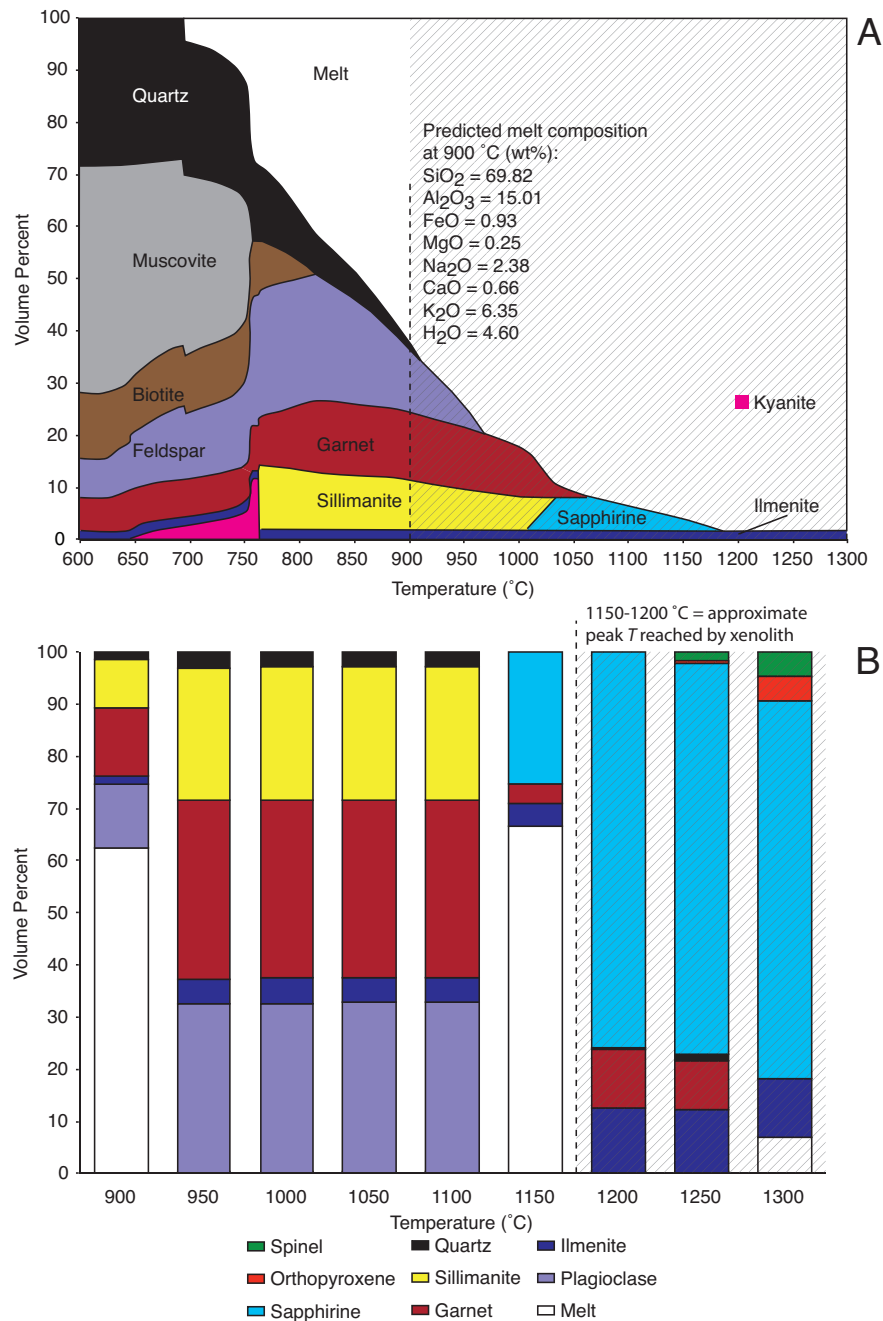 A
100
90
80
70
60
50
40
30
20
10
0
Volume Percent
Quartz
Melt
Muscovite
Biotite
Feldspar
Garnet
Sillimanite
Sapphirine
Ilmenite
Kyanite
Predicted melt composition
at 900 ˚C (wt%):
SiO₂ = 69.82
Al₂O₃ = 15.01
FeO = 0.93
MgO = 0.25
Na₂O = 2.38
CaO = 0.66
K₂O = 6.35
H₂O = 4.60
600 650 700 750 800 850 900 950 1000 1050 1100 1150 1200 1250 1300
Temperature (˚C)
1150-1200 ˚C = approximate
peak T reached by xenolith
B
100
90
80
70
60
50
40
30
20
10
0
Volume Percent
900 950 1000 1050 1100 1150 1200 1250 1300
Temperature (˚C)
Spinel Quartz Ilmenite
Orthopyroxene Sillimanite Plagioclase
Sapphirine Garnet Melt